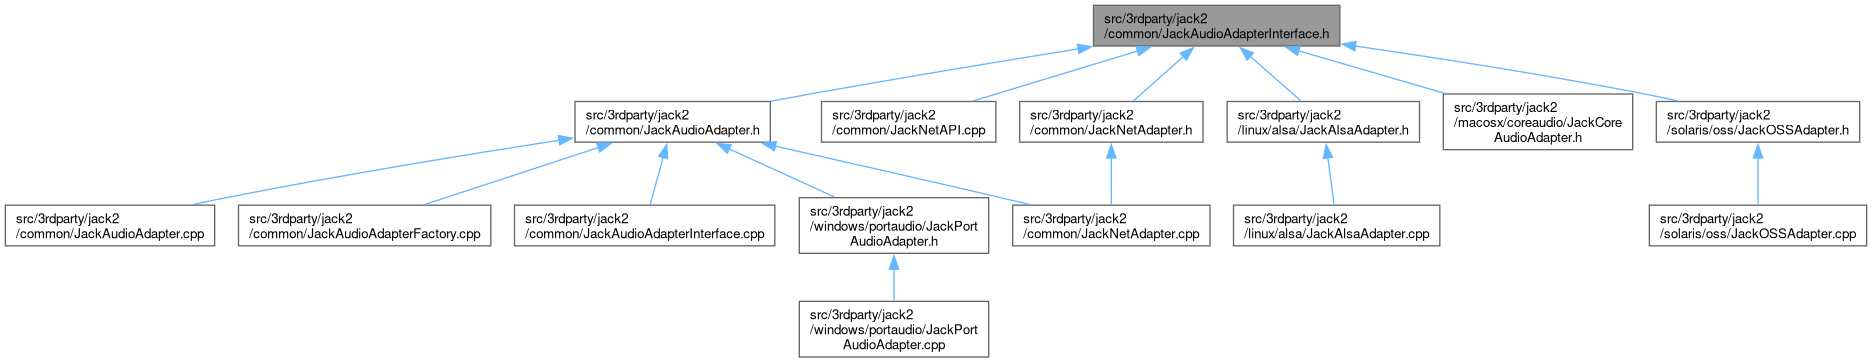 src/3rdparty/jack2
/common/JackAudioAdapterInterface.h
src/3rdparty/jack2
/common/JackAudioAdapter.h
src/3rdparty/jack2
/common/JackNetAPI.cpp
src/3rdparty/jack2
/common/JackNetAdapter.h
src/3rdparty/jack2
/linux/alsa/JackAlsaAdapter.h
src/3rdparty/jack2
/macosx/coreaudio/JackCore
AudioAdapter.h
src/3rdparty/jack2
/solaris/oss/JackOSSAdapter.h
src/3rdparty/jack2
/common/JackAudioAdapter.cpp
src/3rdparty/jack2
/common/JackAudioAdapterFactory.cpp
src/3rdparty/jack2
/common/JackAudioAdapterInterface.cpp
src/3rdparty/jack2
/windows/portaudio/JackPort
AudioAdapter.h
src/3rdparty/jack2
/common/JackNetAdapter.cpp
src/3rdparty/jack2
/linux/alsa/JackAlsaAdapter.cpp
src/3rdparty/jack2
/solaris/oss/JackOSSAdapter.cpp
src/3rdparty/jack2
/windows/portaudio/JackPort
AudioAdapter.cpp